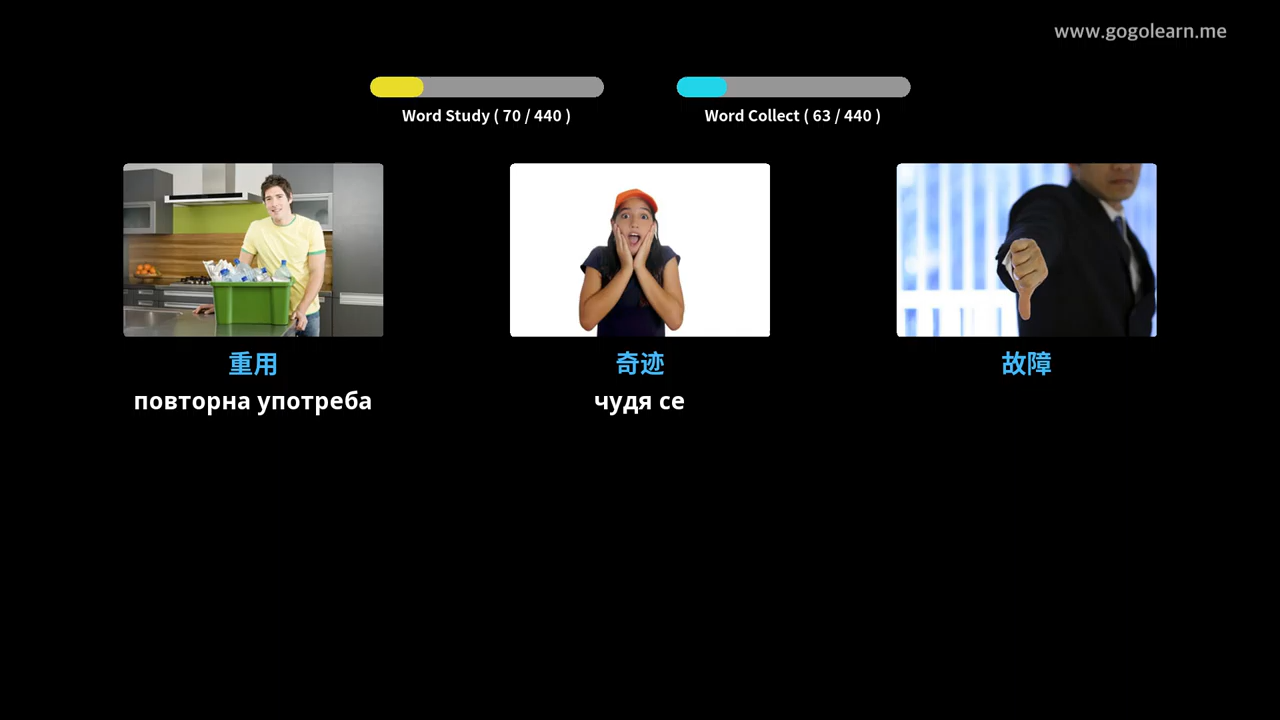 www.gogolearn.me
Word Study ( 70 / 440 )
Word Collect ( 63 / 440 )
重用
奇迹
故障
повторна употреба
чудя се